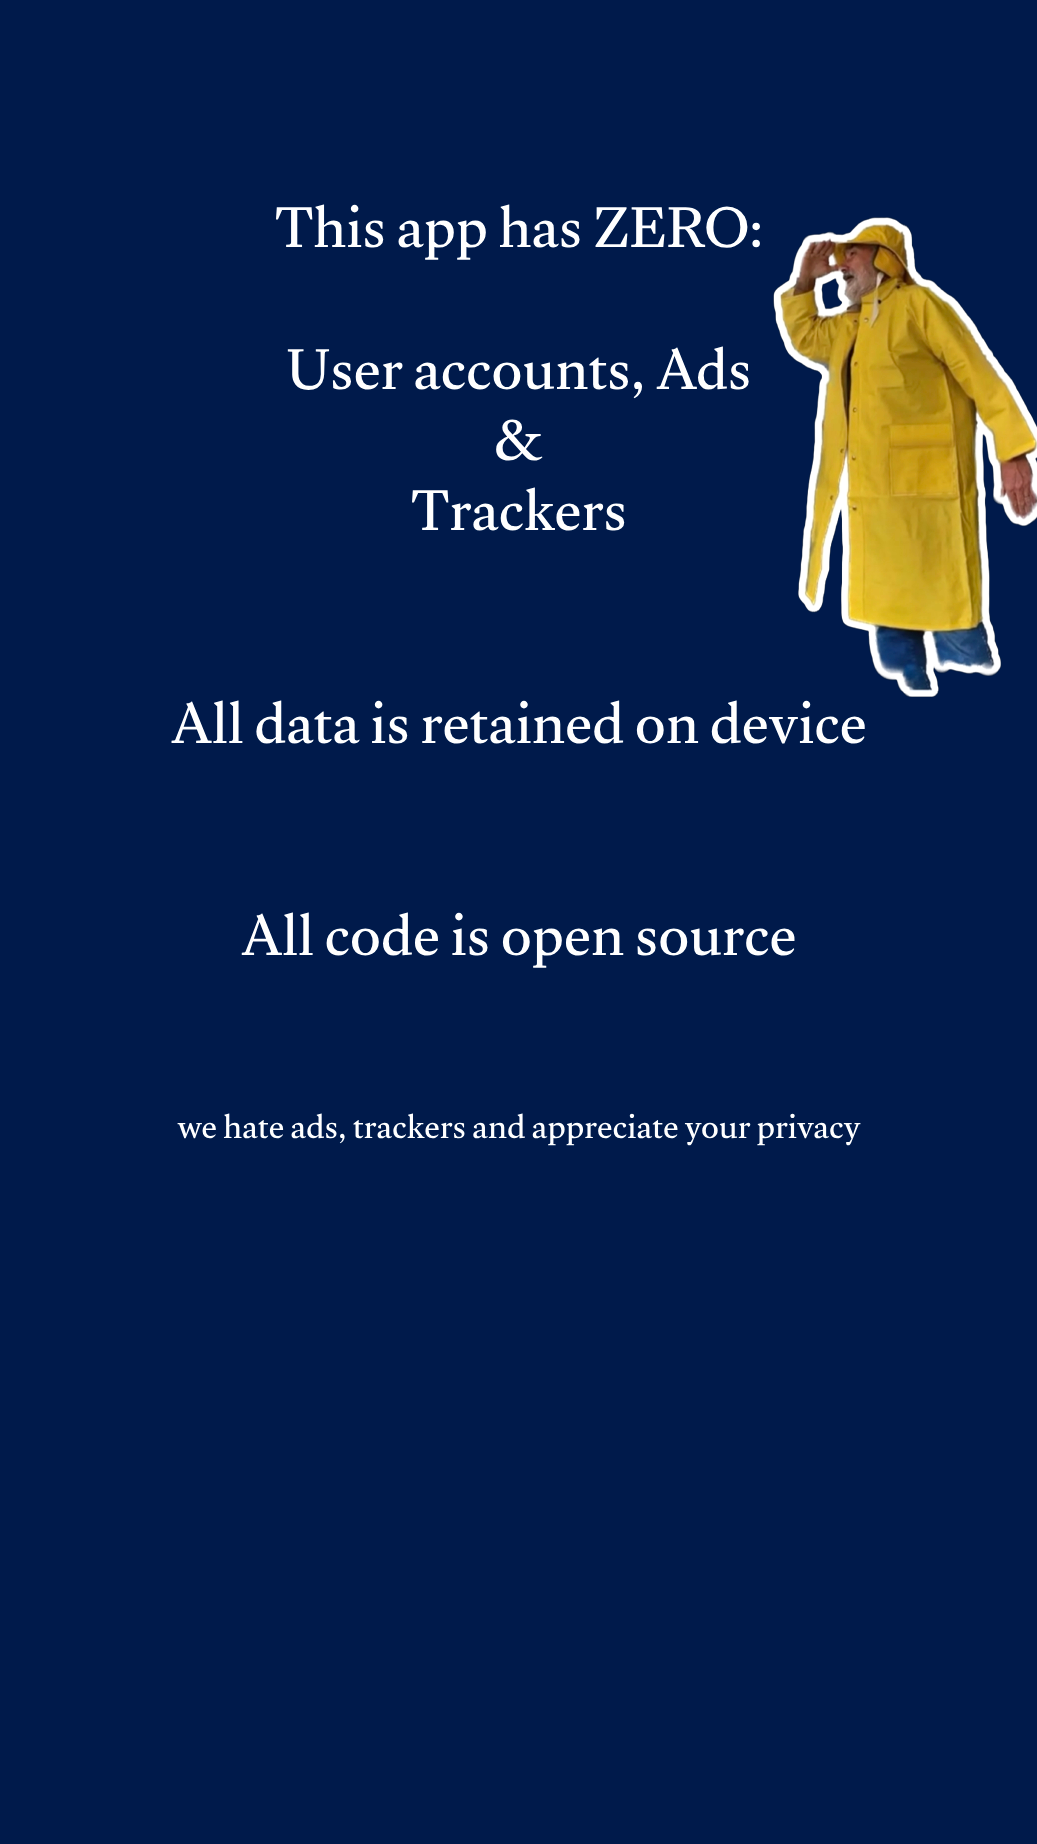 This app has ZERO:
User accounts, Ads
&
Trackers
All data is retained on device
All code is open source
we hate ads, trackers and appreciate your privacy